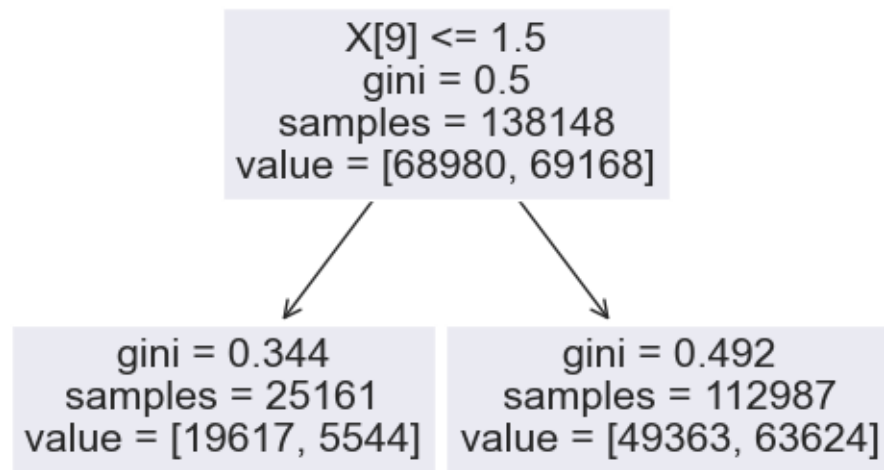 X[9] <= 1.5
gini = 0.5
samples = 138148
value = [68980, 69168]
gini = 0.344
samples = 25161
value = [19617, 5544]
gini = 0.492
samples = 112987
value = [49363, 63624]